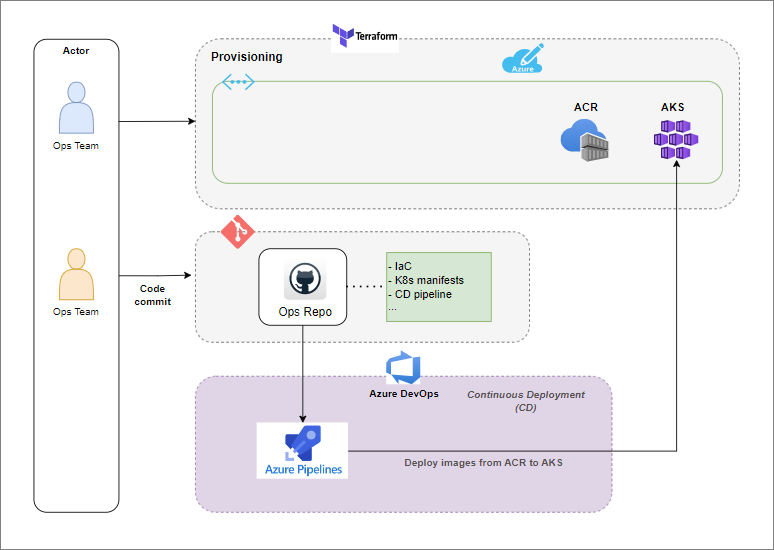 Terraform
Actor
Provisioning
Azure
ACR
AKS
Ops Team
Code
commit
Ops Team
Ops Repo
- IaC
- K8s manifests
- CD pipeline
...
Azure DevOps
Continuous Deployment
(CD)
Azure Pipelines
Deploy images from ACR to AKS